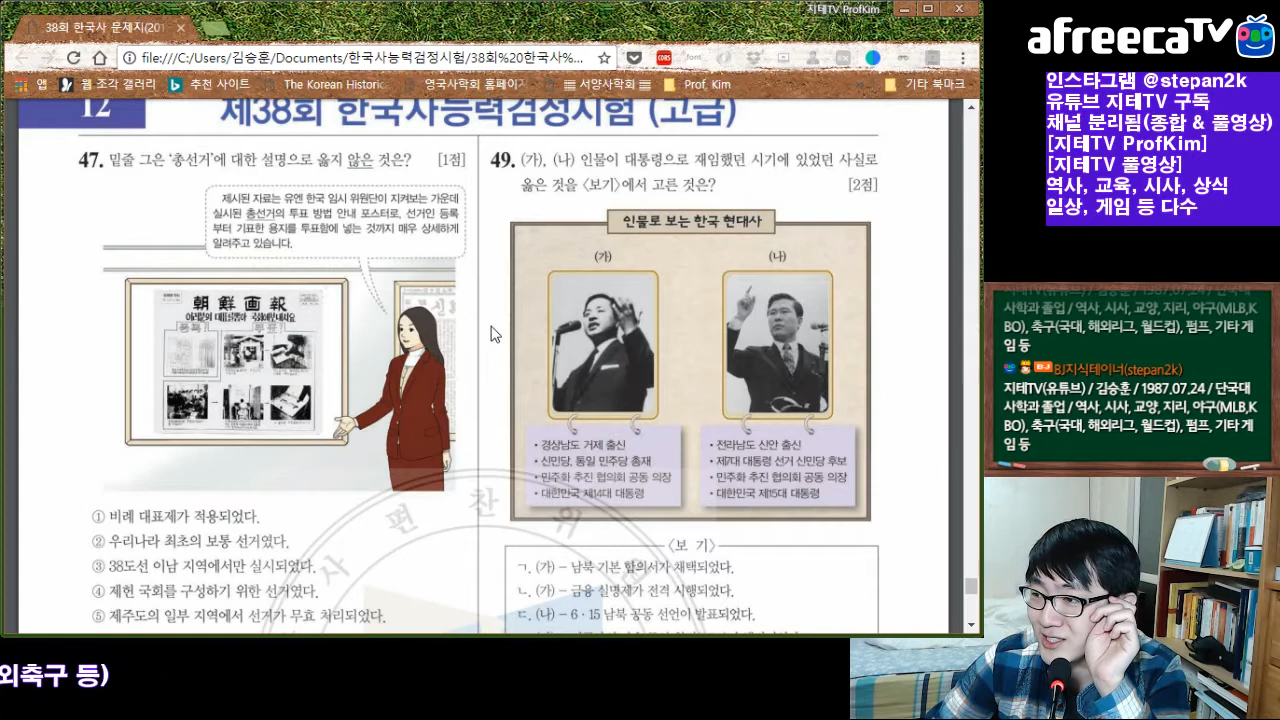 지테TV ProfKim
38회 한국사 문제지(201
file:///C:/Users/김승훈/Documents/한국사능력검정시험/38회%20한국사%...
앱 웹 조각 갤러리 추천 사이트 The Korean Historic 영국사학회 홈페이지 서양사학회 Prof. Kim 기타 북마크
12 제38회 한국사능력검정시험 (고급)
47. 밑줄 그은 '총선거'에 대한 설명으로 옳지 않은 것은? [1점]
제시된 자료는 유엔 한국 임시 위원단이 지켜보는 가운데
실시된 총선거의 투표 방법 안내 포스터로, 선거인 등록
부터 기표한 용지를 투표함에 넣는 것까지 매우 상세하게
알려주고 있습니다.
朝鮮画報
① 비례 대표제가 적용되었다.
② 우리나라 최초의 보통 선거였다.
③ 38도선 이남 지역에서만 실시되었다.
④ 제헌 국회를 구성하기 위한 선거였다.
⑤ 제주도의 일부 지역에서 선거가 무효 처리되었다.
사 편 찬 위
49. (가), (나) 인물이 대통령으로 재임했던 시기에 있었던 사실로
옳은 것을 <보기>에서 고른 것은? [2점]
인물로 보는 한국 현대사
(가) (나)
• 경상남도 거제 출신
• 신민당, 통일 민주당 총재
• 민주화 추진 협의회 공동 의장
• 대한민국 제14대 대통령
• 전라남도 신안 출신
• 제7대 대통령 선거 신민당 후보
• 민주화 추진 협의회 공동 의장
• 대한민국 제15대 대통령
<보 기>
ㄱ. (가) - 남북 기본 합의서가 채택되었다.
ㄴ. (가) - 금융 실명제가 전격 시행되었다.
ㄷ. (나) - 6·15 남북 공동 선언이 발표되었다.
afreecaTV
인스타그램 @stepan2k
유튜브 지테TV 구독
채널 분리됨(종합 & 풀영상)
[지테TV ProfKim]
[지테TV 풀영상]
역사, 교육, 시사, 상식
일상, 게임 등 다수
지테TV(유튜브) / 김승훈 / 1987.07.24 / 단국대
사학과 졸업 / 역사, 시사, 교양, 지리, 야구(MLB,K
BO), 축구(국대, 해외리그, 월드컵), 펌프, 기타 게
임 등
BJ BJ지식테이너(stepan2k)
지테TV(유튜브) / 김승훈 / 1987.07.24 / 단국대
사학과 졸업 / 역사, 시사, 교양, 지리, 야구(MLB,K
BO), 축구(국대, 해외리그, 월드컵), 펌프, 기타 게
임 등
외축구 등)